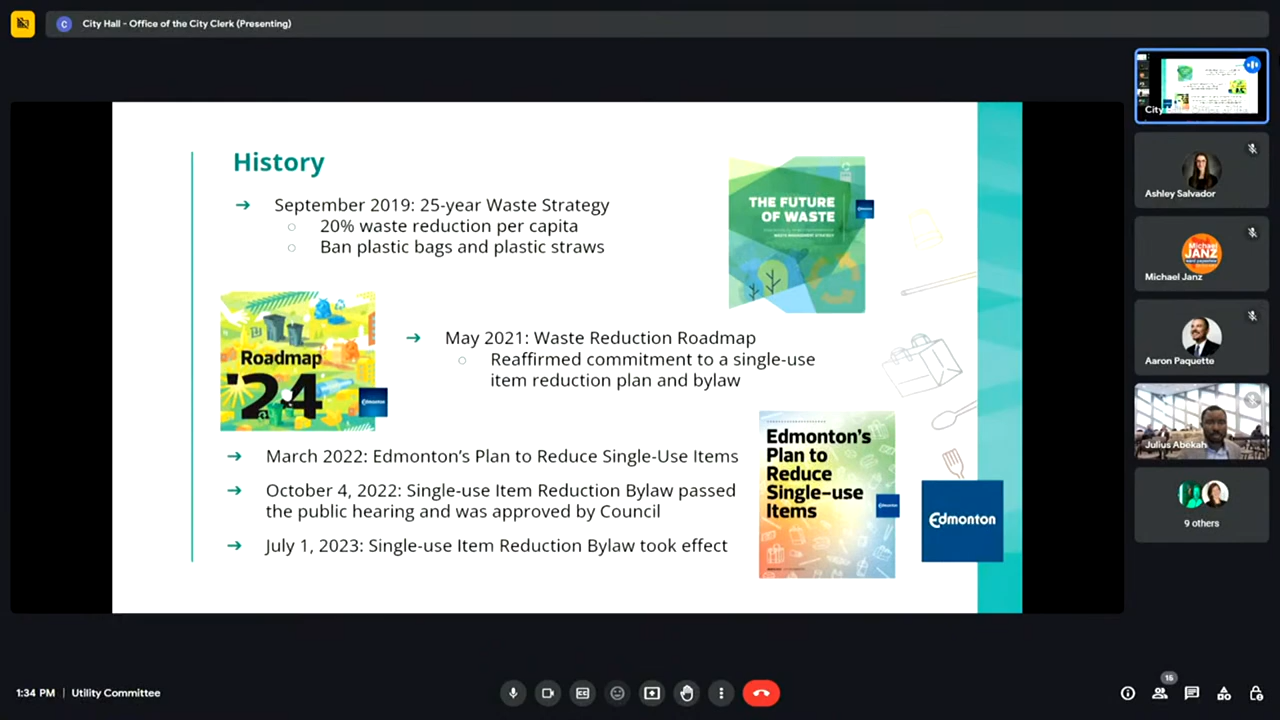 City Hall - Office of the City Clerk (Presenting)
C
History
→ September 2019: 25-year Waste Strategy
○ 20% waste reduction per capita
○ Ban plastic bags and plastic straws
THE FUTURE
OF WASTE
Edmonton
Roadmap
'24
Edmonton
→ May 2021: Waste Reduction Roadmap
○ Reaffirmed commitment to a single-use
item reduction plan and bylaw
→ March 2022: Edmonton's Plan to Reduce Single-Use Items
→ October 4, 2022: Single-use Item Reduction Bylaw passed
the public hearing and was approved by Council
→ July 1, 2023: Single-use Item Reduction Bylaw took effect
Edmonton's
Plan to
Reduce
Single-use
Items
Edmonton
Edmonton
Ashley Salvador
Michael
JANZ
Michael Janz
Aaron Paquette
Julius Abekah
9 others
1:34 PM | Utility Committee
16